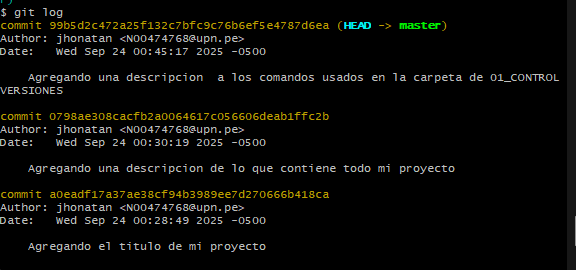 $ git log
commit 99b5d2c472a25f132c7bfc9c76b6ef5e4787d6ea (HEAD -> master)
Author: jhonatan <N00474768@upn.pe>
Date:   Wed Sep 24 00:45:17 2025 -0500
Agregando una descripcion  a los comandos usados en la carpeta de 01_CONTROL
VERSIONES
commit 0798ae308cacfb2a0064617c056606deab1ffc2b
Author: jhonatan <N00474768@upn.pe>
Date:   Wed Sep 24 00:30:19 2025 -0500
Agregando una descripcion de lo que contiene todo mi proyecto
commit a0eadf17a37ae38cf94b3989ee7d270666b418ca
Author: jhonatan <N00474768@upn.pe>
Date:   Wed Sep 24 00:28:49 2025 -0500
Agregando el titulo de mi proyecto